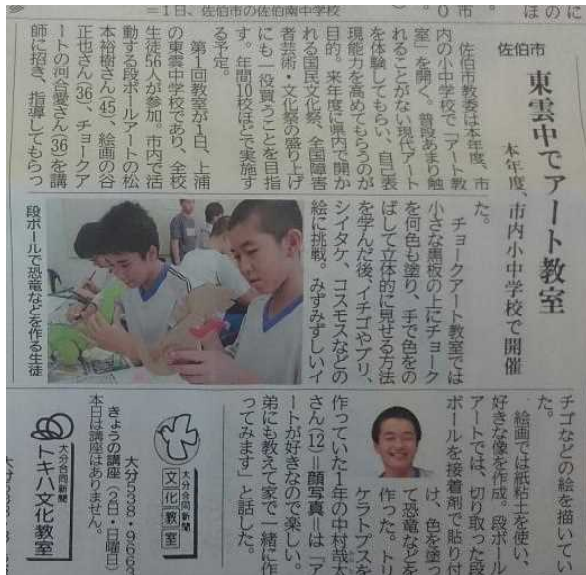 =1日、佐伯市の佐伯南中学校
佐伯市
東雲中でアート教室
本年度、市内小中学校で開催
佐伯市教委は本年度、市
内の小中学校で「アート教
室」を開く。普段あまり触
れることがない現代アート
を体験してもらい、自己表
現能力を高めてもらうのが
目的。来年度に県内で開か
れる国民文化祭、全国障害
者芸術・文化祭の盛り上げ
にも一役買うことを目指
す。年間10校ほどで実施す
る予定。
第1回教室が1日、上浦
の東雲中学校であり、全校
生徒56人が参加。市内で活
動する段ボールアートの松
本裕樹さん(45)、絵画の谷
正也さん(36)、チョークア
ートの河合愛さん(36)を講
師に招き、指導してもらっ
た。
チョークアート教室では
小さな黒板の上にチョーク
を何色も塗り、手で色をの
ばして立体的に見せる方法
を学んだ後、イチゴやブリ、
シイタケ、コスモスなどの
絵に挑戦。みずみずしいイ
段ボールで恐竜などを作る生徒
チゴなどの絵を描いてい
た。
絵画では紙粘土を使い、
好きな像を作成。段ボール
アートでは、切り取った段
ボールを接着剤で貼り付
け、色を塗っ
て恐竜などを
作った。トリ
ケラトプスを
作っていた1年の中村哉太
さん(12)=顔写真=は「ア
ートが好きなので楽しい。
弟にも教えて家で一緒に作
ってみます」と話した。
大分合同新聞
文化教室
大分538・9663
きょうの講座(28日・日曜日)
本日は講座はありません。
大分合同新聞
トキハ文化教室